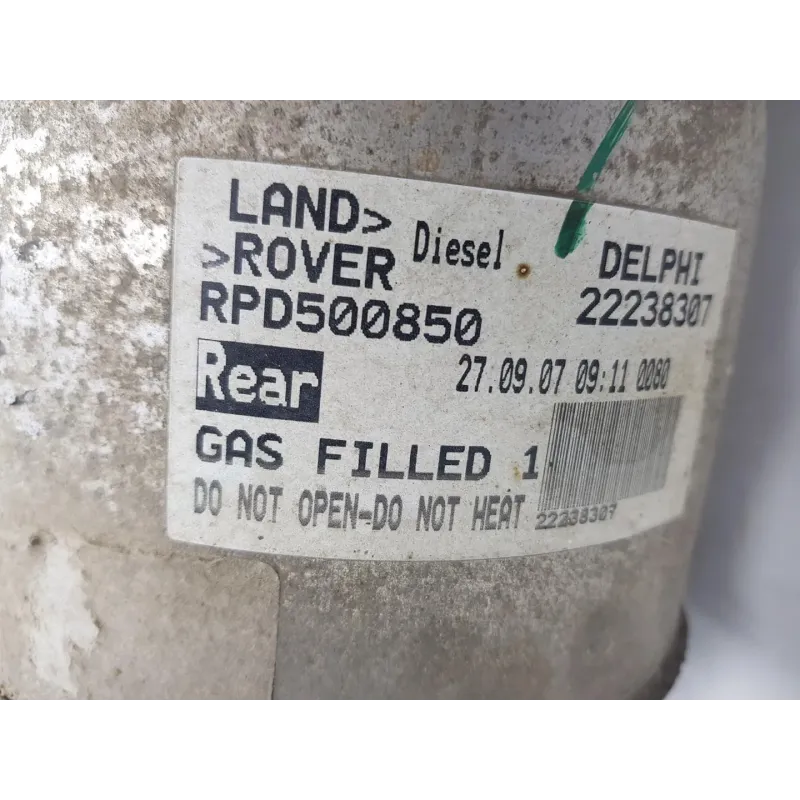 LAND>
>ROVER Diesel DELPHI
RPD500850 22238307
Rear 27.09.07 09:11 0080
GAS FILLED 1
DO NOT OPEN-DO NOT HEAT 22238307